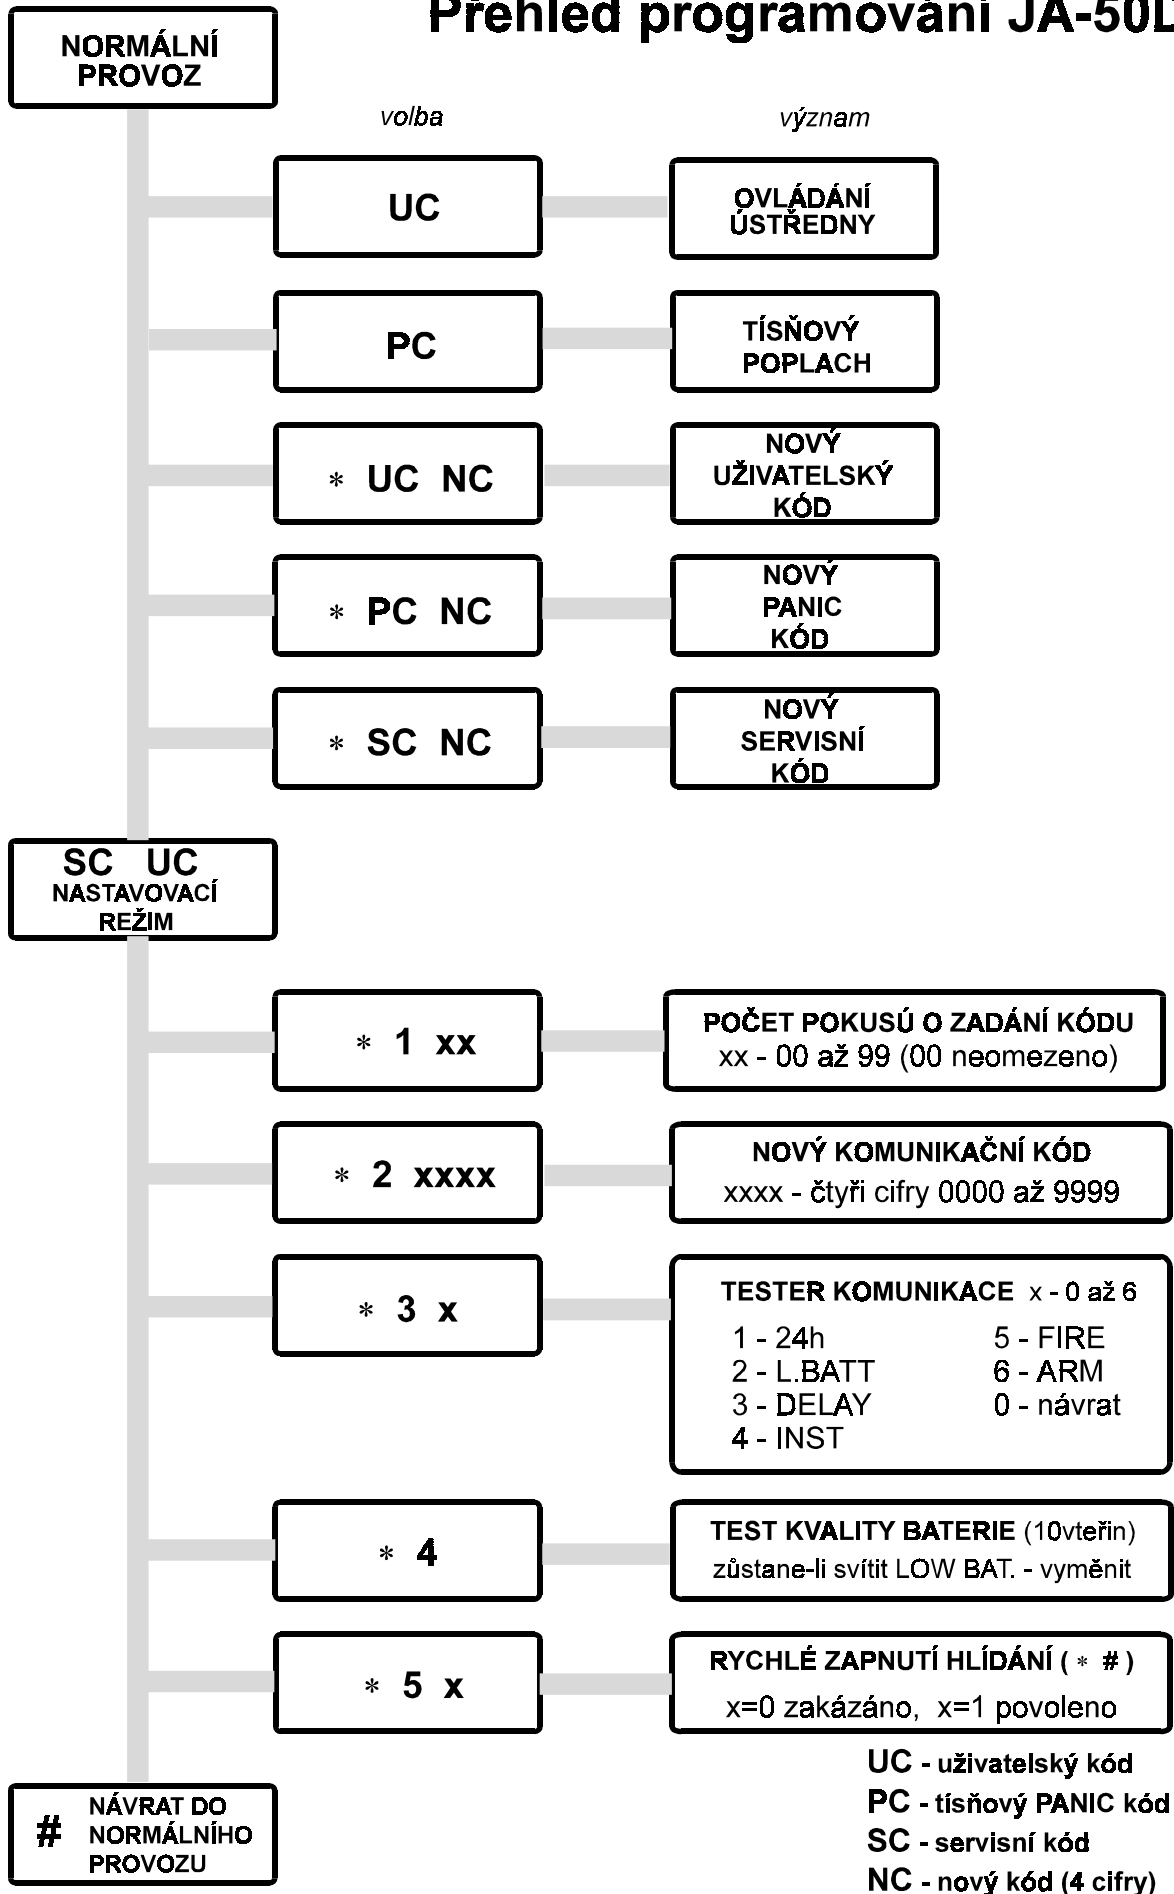 Přehled programování JA-50D
NORMÁLNÍ
PROVOZ
volba
význam
UC
OVLÁDÁNÍ
ÚSTŘEDNY
PC
TÍSŇOVÝ
POPLACH
* UC NC
NOVÝ
UŽIVATELSKÝ
KÓD
* PC NC
NOVÝ
PANIC
KÓD
* SC NC
NOVÝ
SERVISNÍ
KÓD
SC UC
NASTAVOVACÍ
REŽIM
* 1 xx
POČET POKUSÚ O ZADÁNÍ KÓDU
xx - 00 až 99 (00 neomezeno)
* 2 xxxx
NOVÝ KOMUNIKAČNÍ KÓD
xxxx - čtyři cifry 0000 až 9999
* 3 x
TESTER KOMUNIKACE x - 0 až 6
1 - 24h
2 - L.BATT
3 - DELAY
4 - INST
5 - FIRE
6 - ARM
0 - návrat
* 4
TEST KVALITY BATERIE (10vteřin)
zůstane-li svítit LOW BAT. - vyměnit
* 5 x
RYCHLÉ ZAPNUTÍ HLÍDÁNÍ ( * # )
x=0 zakázáno, x=1 povoleno
# NÁVRAT DO
NORMÁLNÍHO
PROVOZU
UC - uživatelský kód
PC - tísňový PANIC kód
SC - servisní kód
NC - nový kód (4 cifry)